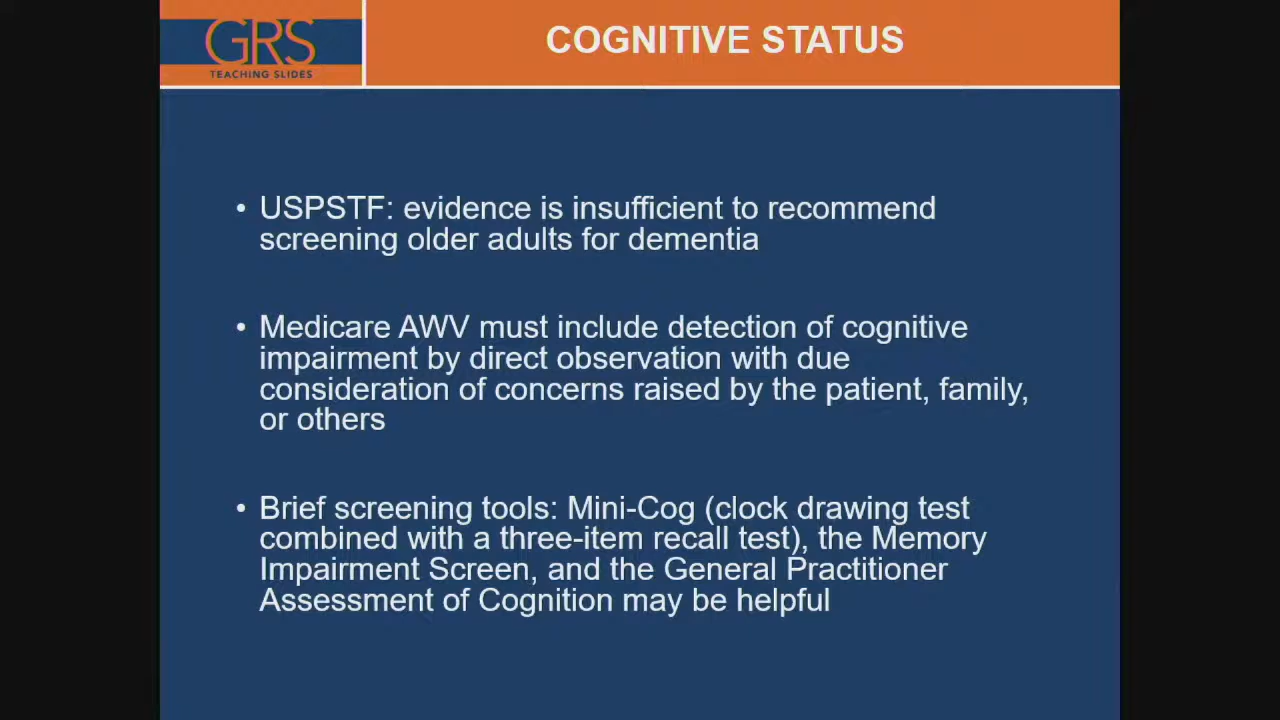 GRS
TEACHING SLIDES
COGNITIVE STATUS
• USPSTF: evidence is insufficient to recommend
screening older adults for dementia
• Medicare AWV must include detection of cognitive
impairment by direct observation with due
consideration of concerns raised by the patient, family,
or others
• Brief screening tools: Mini-Cog (clock drawing test
combined with a three-item recall test), the Memory
Impairment Screen, and the General Practitioner
Assessment of Cognition may be helpful